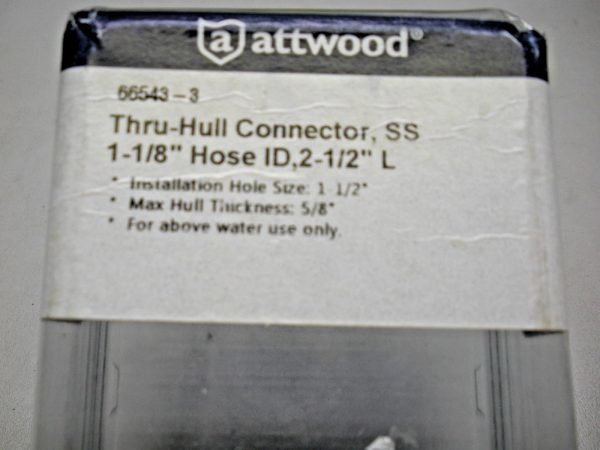 a attwood®
66543-3
Thru-Hull Connector, SS
1-1/8" Hose ID,2-1/2" L
* Installation Hole Size: 1 1/2"
* Max Hull Thickness: 5/8"
* For above water use only.